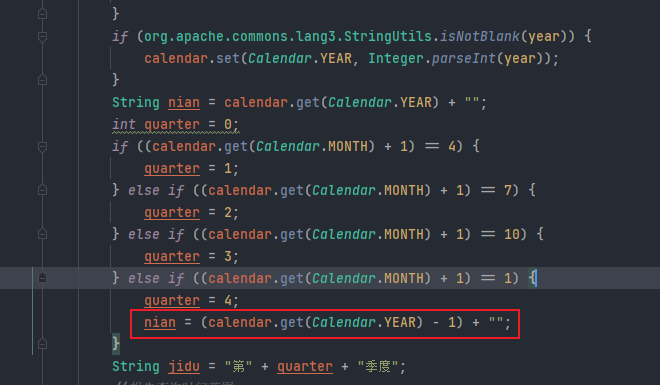 }
if (org.apache.commons.lang3.StringUtils.isNotBlank(year)) {
calendar.set(Calendar.YEAR, Integer.parseInt(year));
}
String nian = calendar.get(Calendar.YEAR) + "";
int quarter = 0;
if ((calendar.get(Calendar.MONTH) + 1) == 4) {
quarter = 1;
} else if ((calendar.get(Calendar.MONTH) + 1) == 7) {
quarter = 2;
} else if ((calendar.get(Calendar.MONTH) + 1) == 10) {
quarter = 3;
} else if ((calendar.get(Calendar.MONTH) + 1) == 1) {
quarter = 4;
nian = (calendar.get(Calendar.YEAR) - 1) + "";
}
String jidu = "第" + quarter + "季度";